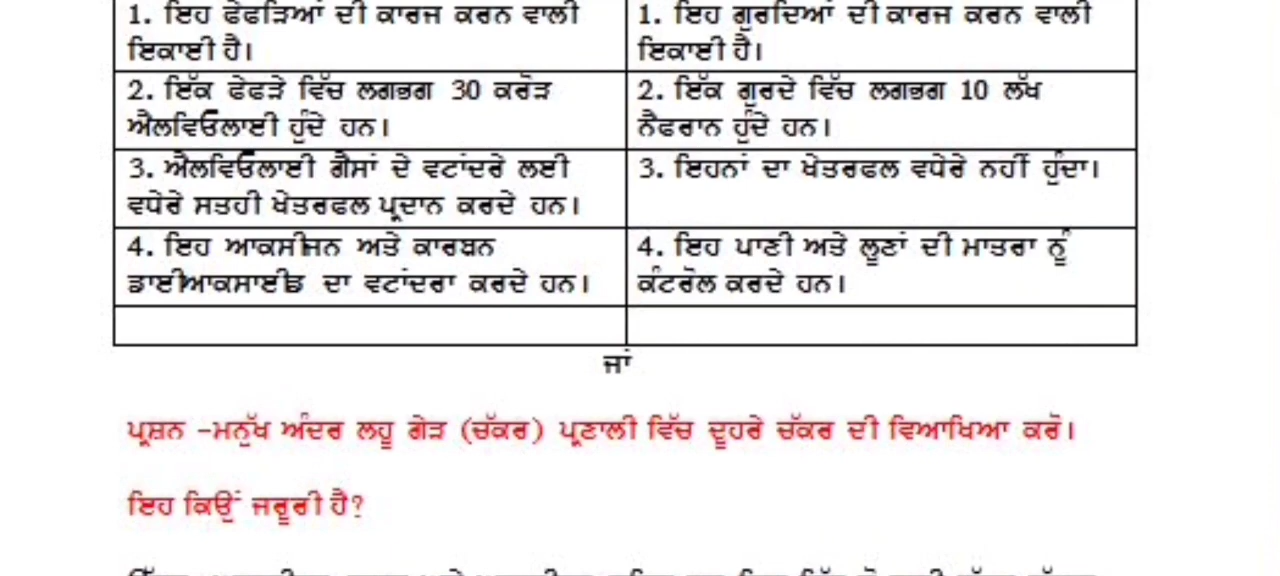 1. ਇਹ ਫੇਫੜਿਆਂ ਦੀ ਕਾਰਜ ਕਰਨ ਵਾਲੀ
ਇਕਾਈ ਹੈ।
1. ਇਹ ਗੁਰਦਿਆਂ ਦੀ ਕਾਰਜ ਕਰਨ ਵਾਲੀ
ਇਕਾਈ ਹੈ।
2. ਇੱਕ ਫੇਫੜੇ ਵਿੱਚ ਲਗਭਗ 30 ਕਰੋੜ
ਐਲਵਿਓਲਾਈ ਹੁੰਦੇ ਹਨ।
2. ਇੱਕ ਗੁਰਦੇ ਵਿੱਚ ਲਗਭਗ 10 ਲੱਖ
ਨੈਫਰਾਨ ਹੁੰਦੇ ਹਨ।
3. ਐਲਵਿਓਲਾਈ ਗੈਸਾਂ ਦੇ ਵਟਾਂਦਰੇ ਲਈ
ਵਧੇਰੇ ਸਤਹੀ ਖੇਤਰਫਲ ਪ੍ਰਦਾਨ ਕਰਦੇ ਹਨ।
3. ਇਹਨਾਂ ਦਾ ਖੇਤਰਫਲ ਵਧੇਰੇ ਨਹੀਂ ਹੁੰਦਾ।
4. ਇਹ ਆਕਸੀਜਨ ਅਤੇ ਕਾਰਬਨ
ਡਾਈਆਕਸਾਈਡ ਦਾ ਵਟਾਂਦਰਾ ਕਰਦੇ ਹਨ।
4. ਇਹ ਪਾਣੀ ਅਤੇ ਲੂਣਾਂ ਦੀ ਮਾਤਰਾ ਨੂੰ
ਕੰਟਰੋਲ ਕਰਦੇ ਹਨ।
ਜਾਂ
ਪ੍ਰਸ਼ਨ –ਮਨੁੱਖ ਅੰਦਰ ਲਹੂ ਗੇੜ (ਚੱਕਰ) ਪ੍ਰਣਾਲੀ ਵਿੱਚ ਦੂਹਰੇ ਚੱਕਰ ਦੀ ਵਿਆਖਿਆ ਕਰੋ।
ਇਹ ਕਿਉਂ ਜਰੂਰੀ ਹੈ?